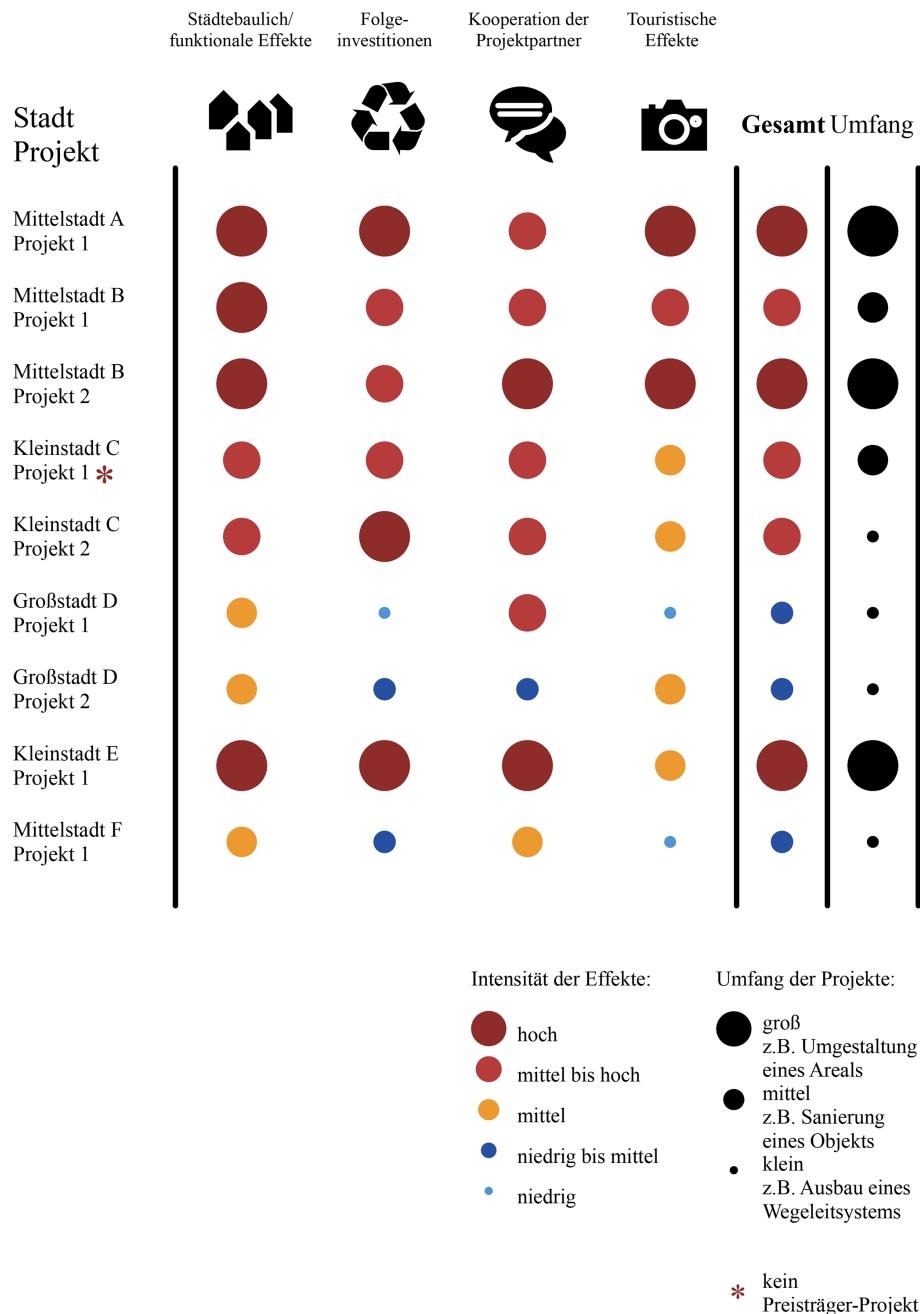 Städtebaulich/
funktionale Effekte
Folge-
investitionen
Kooperation der
Projektpartner
Touristische
Effekte
Stadt
Projekt
Gesamt Umfang
Mittelstadt A
Projekt 1
Mittelstadt B
Projekt 1
Mittelstadt B
Projekt 2
Kleinstadt C
Projekt 1 *
Kleinstadt C
Projekt 2
Großstadt D
Projekt 1
Großstadt D
Projekt 2
Kleinstadt E
Projekt 1
Mittelstadt F
Projekt 1
Intensität der Effekte:
hoch
mittel bis hoch
mittel
niedrig bis mittel
niedrig
Umfang der Projekte:
groß
z.B. Umgestaltung
eines Areals
mittel
z.B. Sanierung
eines Objekts
klein
z.B. Ausbau eines
Wegeleitsystems
* kein
Preisträger-Projekt